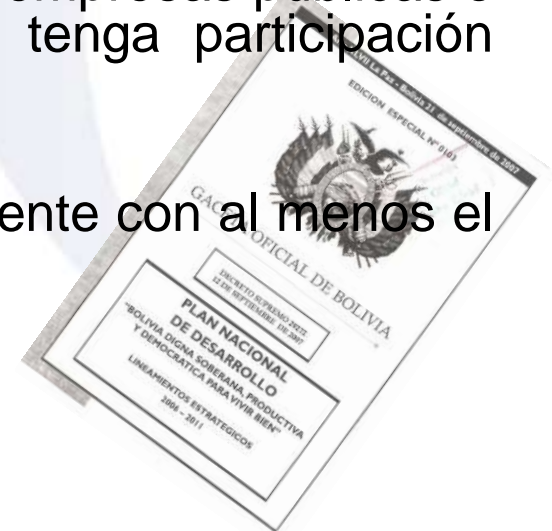 tenga participación
ente con al menos el
La Paz - Bolivia 21 de septiembre de 2007
EDICION ESPECIAL Nº 0103
GACETA OFICIAL DE BOLIVIA
DECRETO SUPREMO 29272
12 DE SEPTIEMBRE DE 2007
PLAN NACIONAL
DE DESARROLLO
"BOLIVIA DIGNA SOBERANA, PRODUCTIVA
Y DEMOCRATICA PARA VIVIR BIEN"
LINEAMIENTOS ESTRATEGICOS
2006 - 2011